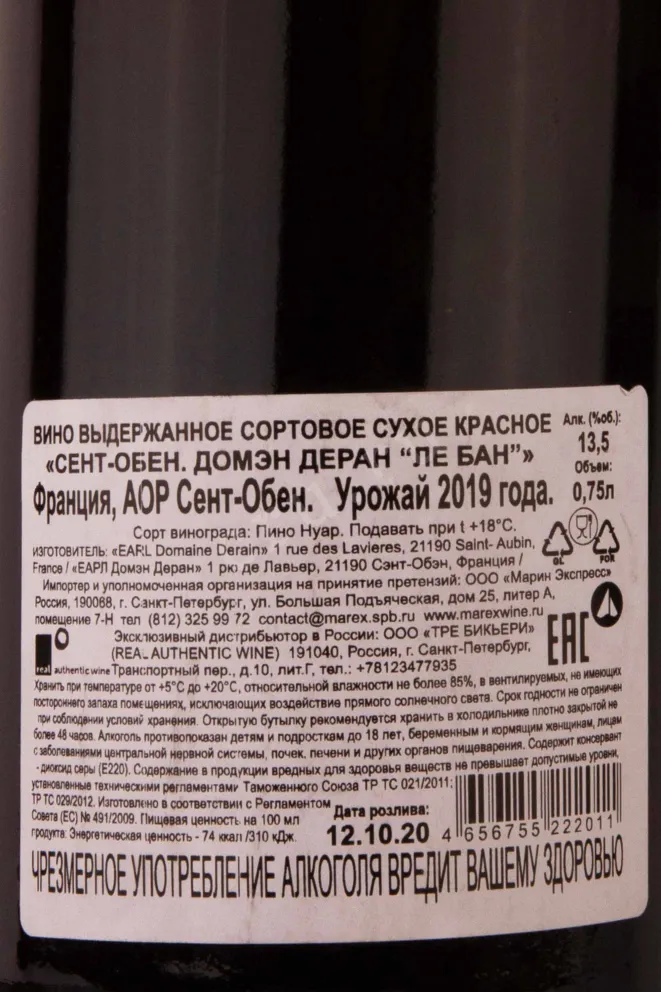 ВИНО ВЫДЕРЖАННОЕ СОРТОВОЕ СУХОЕ КРАСНОЕ
«СЕНТ-ОБЕН. ДОМЭН ДЕРАН “ЛЕ БАН”»
Франция, АОР Сент-Обен. Урожай 2019 года.
Алк. (%об.):
13,5
Объем:
0,75л
Сорт винограда: Пино Нуар. Подавать при t +18°С.
ИЗГОТОВИТЕЛЬ: «EARL Domaine Derain» 1 rue des Lavieres, 21190 Saint- Aubin,
France / «ЕАРЛ Домэн Деран» 1 рю де Лавьер, 21190 Сэнт-Обэн, Франция /
Импортер и уполномоченная организация на принятие претензий: ООО «Марин Экспресс»
Россия, 190068, г. Санкт-Петербург, ул. Большая Подъяческая, дом 25, литер А,
помещение 7-Н тел (812) 325 99 72 contact@marex.spb.ru www.marexwine.ru
Эксклюзивный дистрибьютор в России: ООО «ТРЕ БИКЬЕРИ»
(REAL AUTHENTIC WINE) 191040, Россия, г. Санкт-Петербург,
Транспортный пер., д.10, лит.Г, тел.: +78123477935
GL
FOR
EAC
real authentic wine
Хранить при температуре от +5°С до +20°С, относительной влажности не более 85%, в вентилируемых, не имеющих
постороннего запаха помещениях, исключающих воздействие прямого солнечного света. Срок годности не ограничен
при соблюдении условий хранения. Открытую бутылку рекомендуется хранить в холодильнике плотно закрытой не
более 48 часов. Алкоголь противопоказан детям и подросткам до 18 лет, беременным и кормящим женщинам, лицам
с заболеваниями центральной нервной системы, почек, печени и других органов пищеварения. Содержит консервант
- диоксид серы (Е220). Содержание в продукции вредных для здоровья веществ не превышает допустимые уровни,
установленные техническими регламентами Таможенного Союза ТР ТС 021/2011;
ТР ТС 029/2012. Изготовлено в соответствии с Регламентом
Совета (ЕС) № 491/2009. Пищевая ценность на 100 мл
продукта: Энергетическая ценность - 74 ккал /310 кДж.
Дата розлива:
12.10.20
4 656755 222011
ЧРЕЗМЕРНОЕ УПОТРЕБЛЕНИЕ АЛКОГОЛЯ ВРЕДИТ ВАШЕМУ ЗДОРОВЬЮ